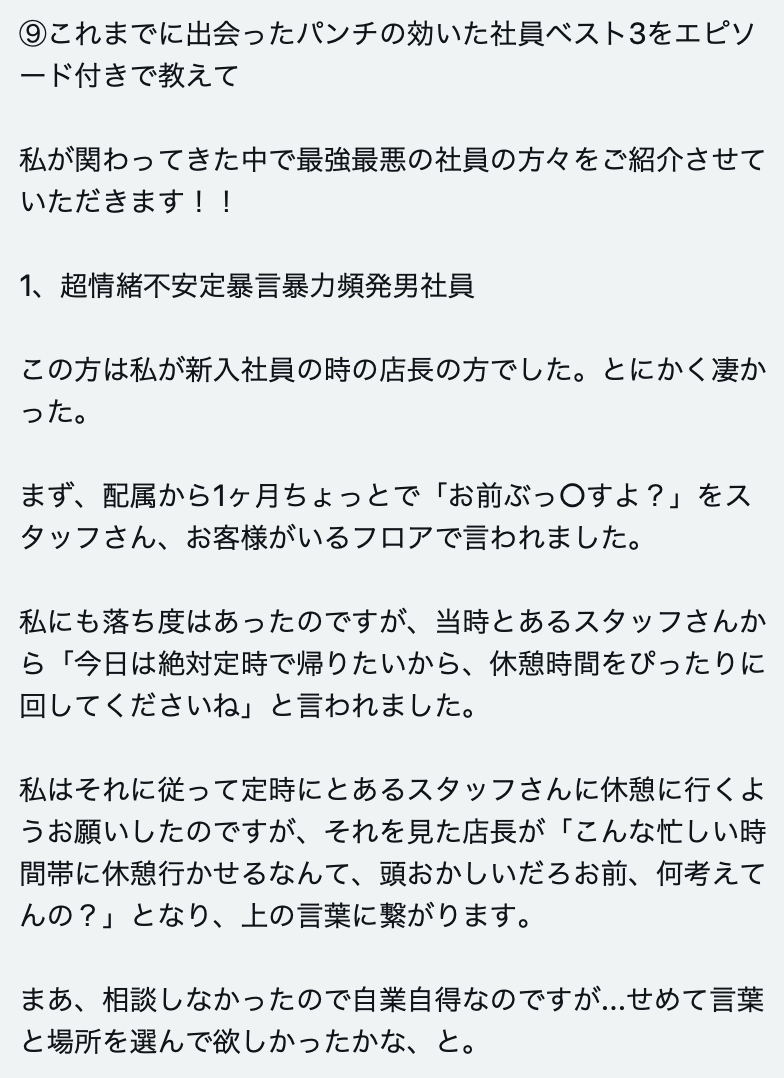 ⑨これまでに出会ったパンチの効いた社員ベスト3をエピソ
ード付きで教えて
私が関わってきた中で最強最悪の社員の方々をご紹介させて
いただきます！！
1、超情緒不安定暴言暴力頻発男社員
この方は私が新入社員の時の店長の方でした。とにかく凄か
った。
まず、配属から1ヶ月ちょっとで「お前ぶっ〇すよ？」をス
タッフさん、お客様がいるフロアで言われました。
私にも落ち度はあったのですが、当時とあるスタッフさんか
ら「今日は絶対定時で帰りたいから、休憩時間をぴったりに
回してくださいね」と言われました。
私はそれに従って定時にとあるスタッフさんに休憩に行くよ
うお願いしたのですが、それを見た店長が「こんな忙しい時
間帯に休憩行かせるなんて、頭おかしいだろお前、何考えて
んの？」となり、上の言葉に繋がります。
まあ、相談しなかったので自業自得なのですが…せめて言葉
と場所を選んで欲しかったかな、と。